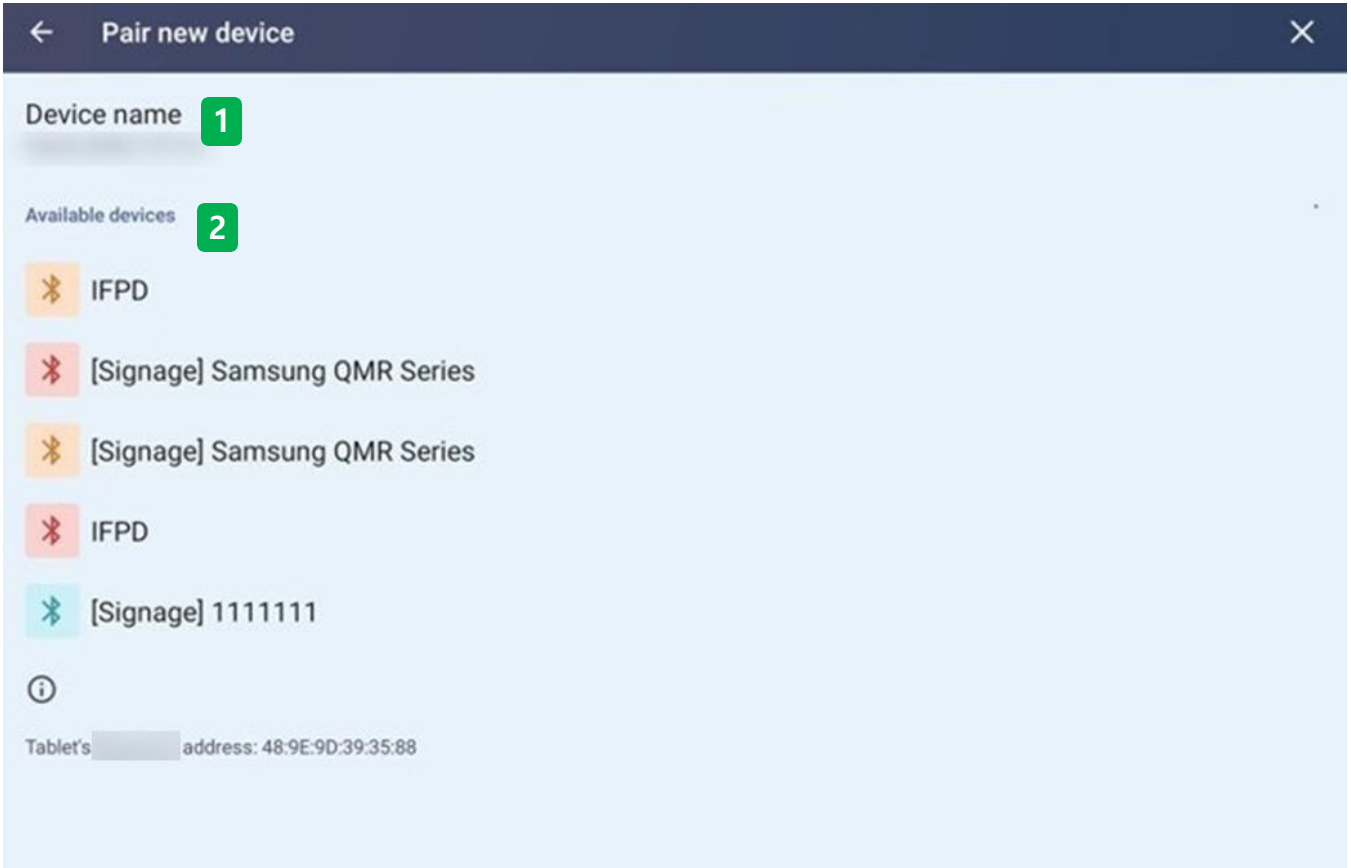 Pair new device
Device name 1
Available devices 2
IFPD
[Signage] Samsung QMR Series
[Signage] Samsung QMR Series
IFPD
[Signage] 1111111
Tablet's address: 48:9E:9D:39:35:88